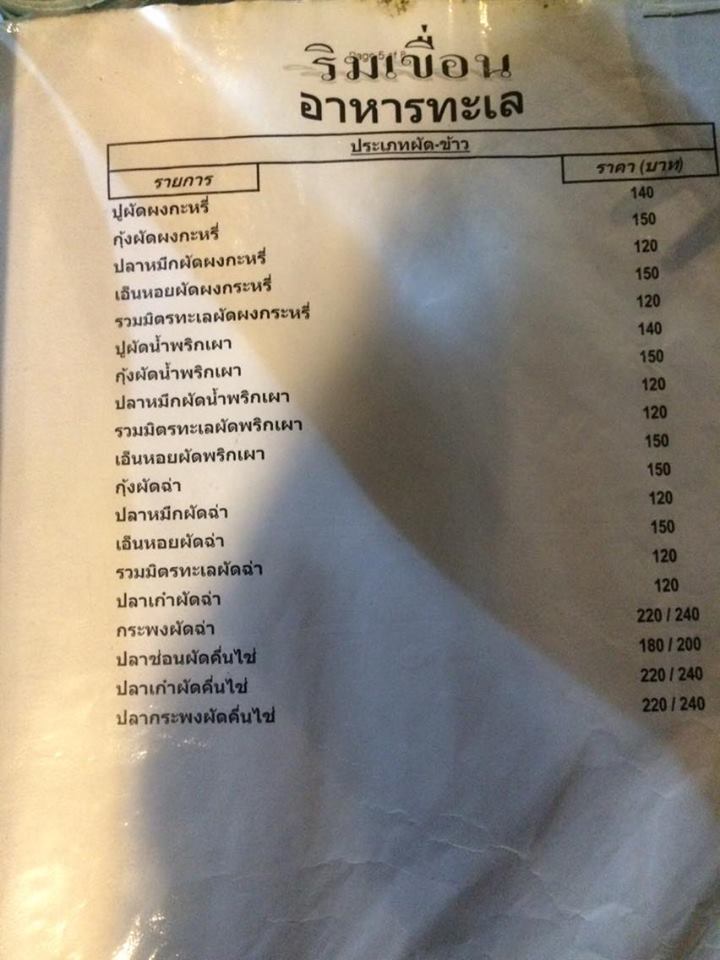 ริมเขื่อน
อาหารทะเล
ประเภทผัด-ข้าว
รายการ ราคา (บาท)
ปูผัดผงกะหรี่ 140
กุ้งผัดผงกะหรี่ 150
ปลาหมึกผัดผงกะหรี่ 120
เอ็นหอยผัดผงกระหรี่ 150
รวมมิตรทะเลผัดผงกระหรี่ 120
ปูผัดน้ำพริกเผา 140
กุ้งผัดน้ำพริกเผา 150
ปลาหมึกผัดน้ำพริกเผา 120
รวมมิตรทะเลผัดพริกเผา 120
เอ็นหอยผัดพริกเผา 150
กุ้งผัดฉ่า 150
ปลาหมึกผัดฉ่า 120
เอ็นหอยผัดฉ่า 150
รวมมิตรทะเลผัดฉ่า 120
ปลาเก๋าผัดฉ่า 120
กระพงผัดฉ่า 220 / 240
ปลาช่อนผัดคื่นไช่ 180 / 200
ปลาเก๋าผัดคื่นไช่ 220 / 240
ปลากระพงผัดคื่นไช่ 220 / 240